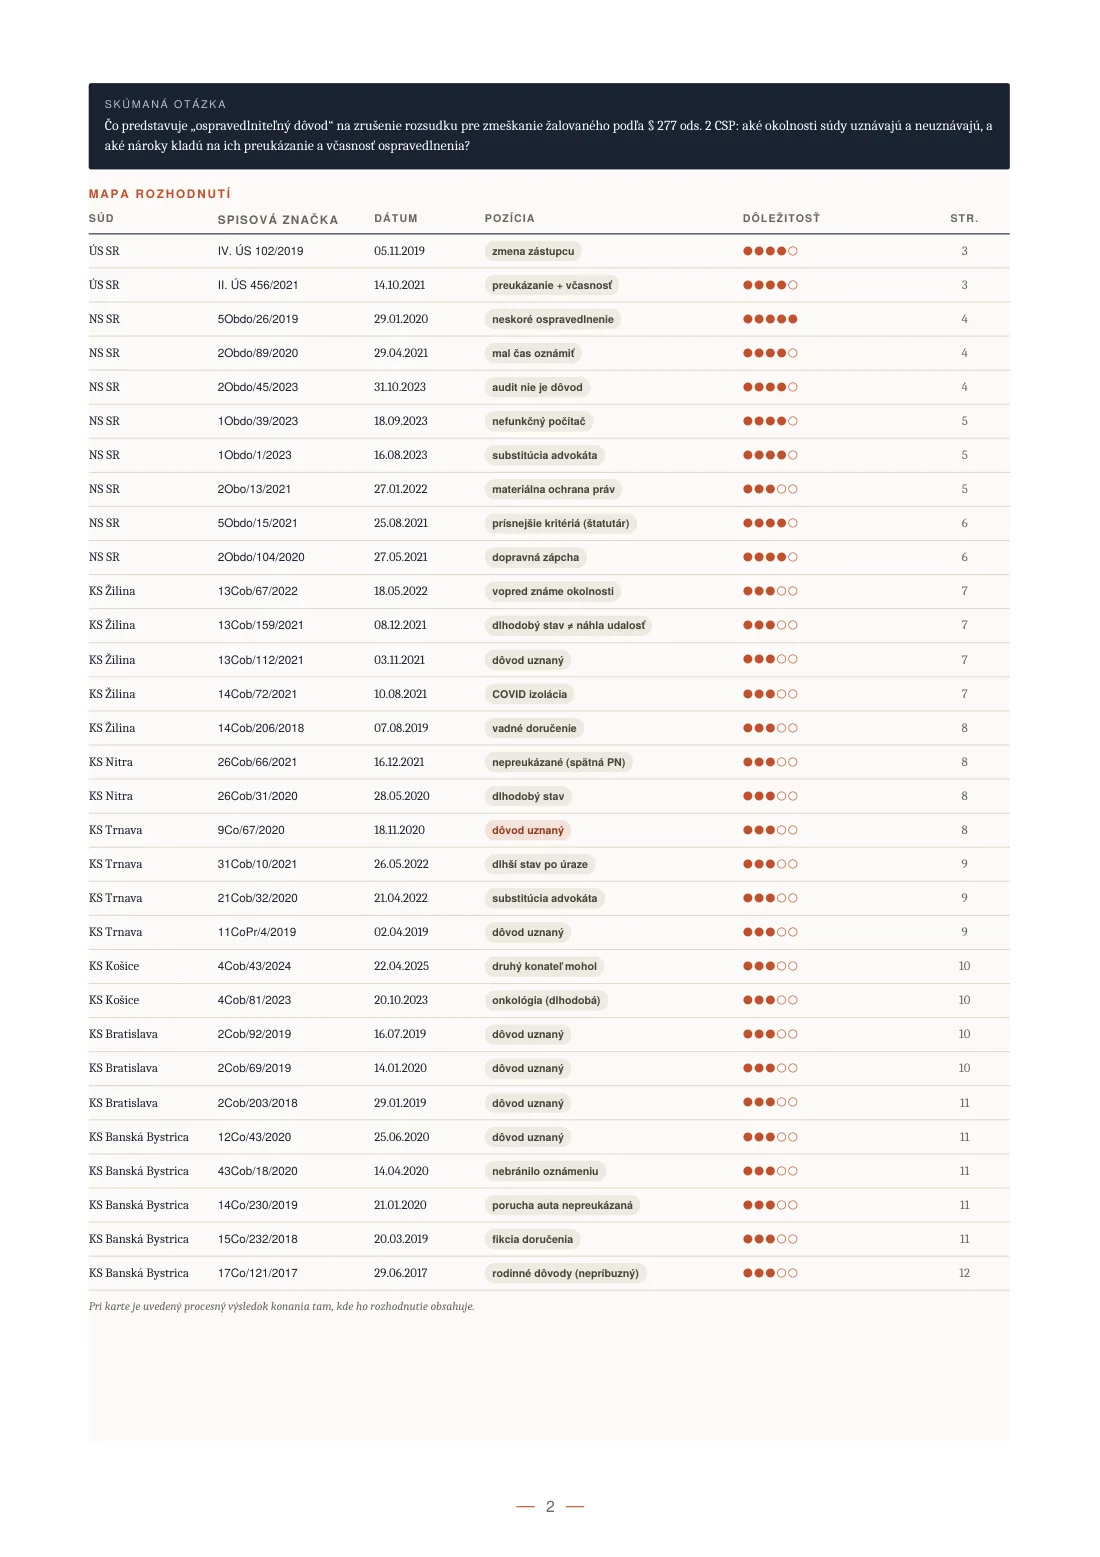 SKÚMANÁ OTÁZKA
Čo predstavuje „ospravedlniteľný dôvod“ na zrušenie rozsudku pre zmeškanie žalovaného podľa § 277 ods. 2 CSP: aké okolnosti súdy uznávajú a neuznávajú, a
aké nároky kladú na ich preukázanie a včasnosť ospravedlnenia?
MAPA ROZHODNUTÍ
SÚD SPISOVÁ ZNAČKA DÁTUM POZÍCIA DÔLEŽITOSŤ STR.
ÚS SR IV. ÚS 102/2019 05.11.2019 zmena zástupcu ●●●●○ 3
ÚS SR II. ÚS 456/2021 14.10.2021 preukázanie + včasnosť ●●●●○ 3
NS SR 5Obdo/26/2019 29.01.2020 neskoré ospravedlnenie ●●●●● 4
NS SR 2Obdo/89/2020 29.04.2021 mal čas oznámiť ●●●●○ 4
NS SR 2Obdo/45/2023 31.10.2023 audit nie je dôvod ●●●●○ 4
NS SR 1Obdo/39/2023 18.09.2023 nefunkčný počítač ●●●●○ 5
NS SR 1Obdo/1/2023 16.08.2023 substitúcia advokáta ●●●●○ 5
NS SR 2Obo/13/2021 27.01.2022 materiálna ochrana práv ●●●○○ 5
NS SR 5Obdo/15/2021 25.08.2021 prísnejšie kritériá (štatutár) ●●●●○ 6
NS SR 2Obdo/104/2020 27.05.2021 dopravná zápcha ●●●●○ 6
KS Žilina 13Cob/67/2022 18.05.2022 vopred známe okolnosti ●●●○○ 7
KS Žilina 13Cob/159/2021 08.12.2021 dlhodobý stav ≠ náhla udalosť ●●●○○ 7
KS Žilina 13Cob/112/2021 03.11.2021 dôvod uznaný ●●●○○ 7
KS Žilina 14Cob/72/2021 10.08.2021 COVID izolácia ●●●○○ 7
KS Žilina 14Cob/206/2018 07.08.2019 vadné doručenie ●●●○○ 8
KS Nitra 26Cob/66/2021 16.12.2021 nepreukázané (spätná PN) ●●●○○ 8
KS Nitra 26Cob/31/2020 28.05.2020 dlhodobý stav ●●●○○ 8
KS Trnava 9Co/67/2020 18.11.2020 dôvod uznaný ●●●○○ 8
KS Trnava 31Cob/10/2021 26.05.2022 dlhší stav po úraze ●●●○○ 9
KS Trnava 21Cob/32/2020 21.04.2022 substitúcia advokáta ●●●○○ 9
KS Trnava 11CoPr/4/2019 02.04.2019 dôvod uznaný ●●●○○ 9
KS Košice 4Cob/43/2024 22.04.2025 druhý konateľ mohol ●●●○○ 10
KS Košice 4Cob/81/2023 20.10.2023 onkológia (dlhodobá) ●●●○○ 10
KS Bratislava 2Cob/92/2019 16.07.2019 dôvod uznaný ●●●○○ 10
KS Bratislava 2Cob/69/2019 14.01.2020 dôvod uznaný ●●●○○ 10
KS Bratislava 2Cob/203/2018 29.01.2019 dôvod uznaný ●●●○○ 11
KS Banská Bystrica 12Co/43/2020 25.06.2020 dôvod uznaný ●●●○○ 11
KS Banská Bystrica 43Cob/18/2020 14.04.2020 nebránilo oznámeniu ●●●○○ 11
KS Banská Bystrica 14Co/230/2019 21.01.2020 porucha auta nepreukázaná ●●●○○ 11
KS Banská Bystrica 15Co/232/2018 20.03.2019 fikcia doručenia ●●●○○ 11
KS Banská Bystrica 17Co/121/2017 29.06.2017 rodinné dôvody (nepríbuzný) ●●●○○ 12
Pri karte je uvedený procesný výsledok konania tam, kde ho rozhodnutie obsahuje.
— 2 —